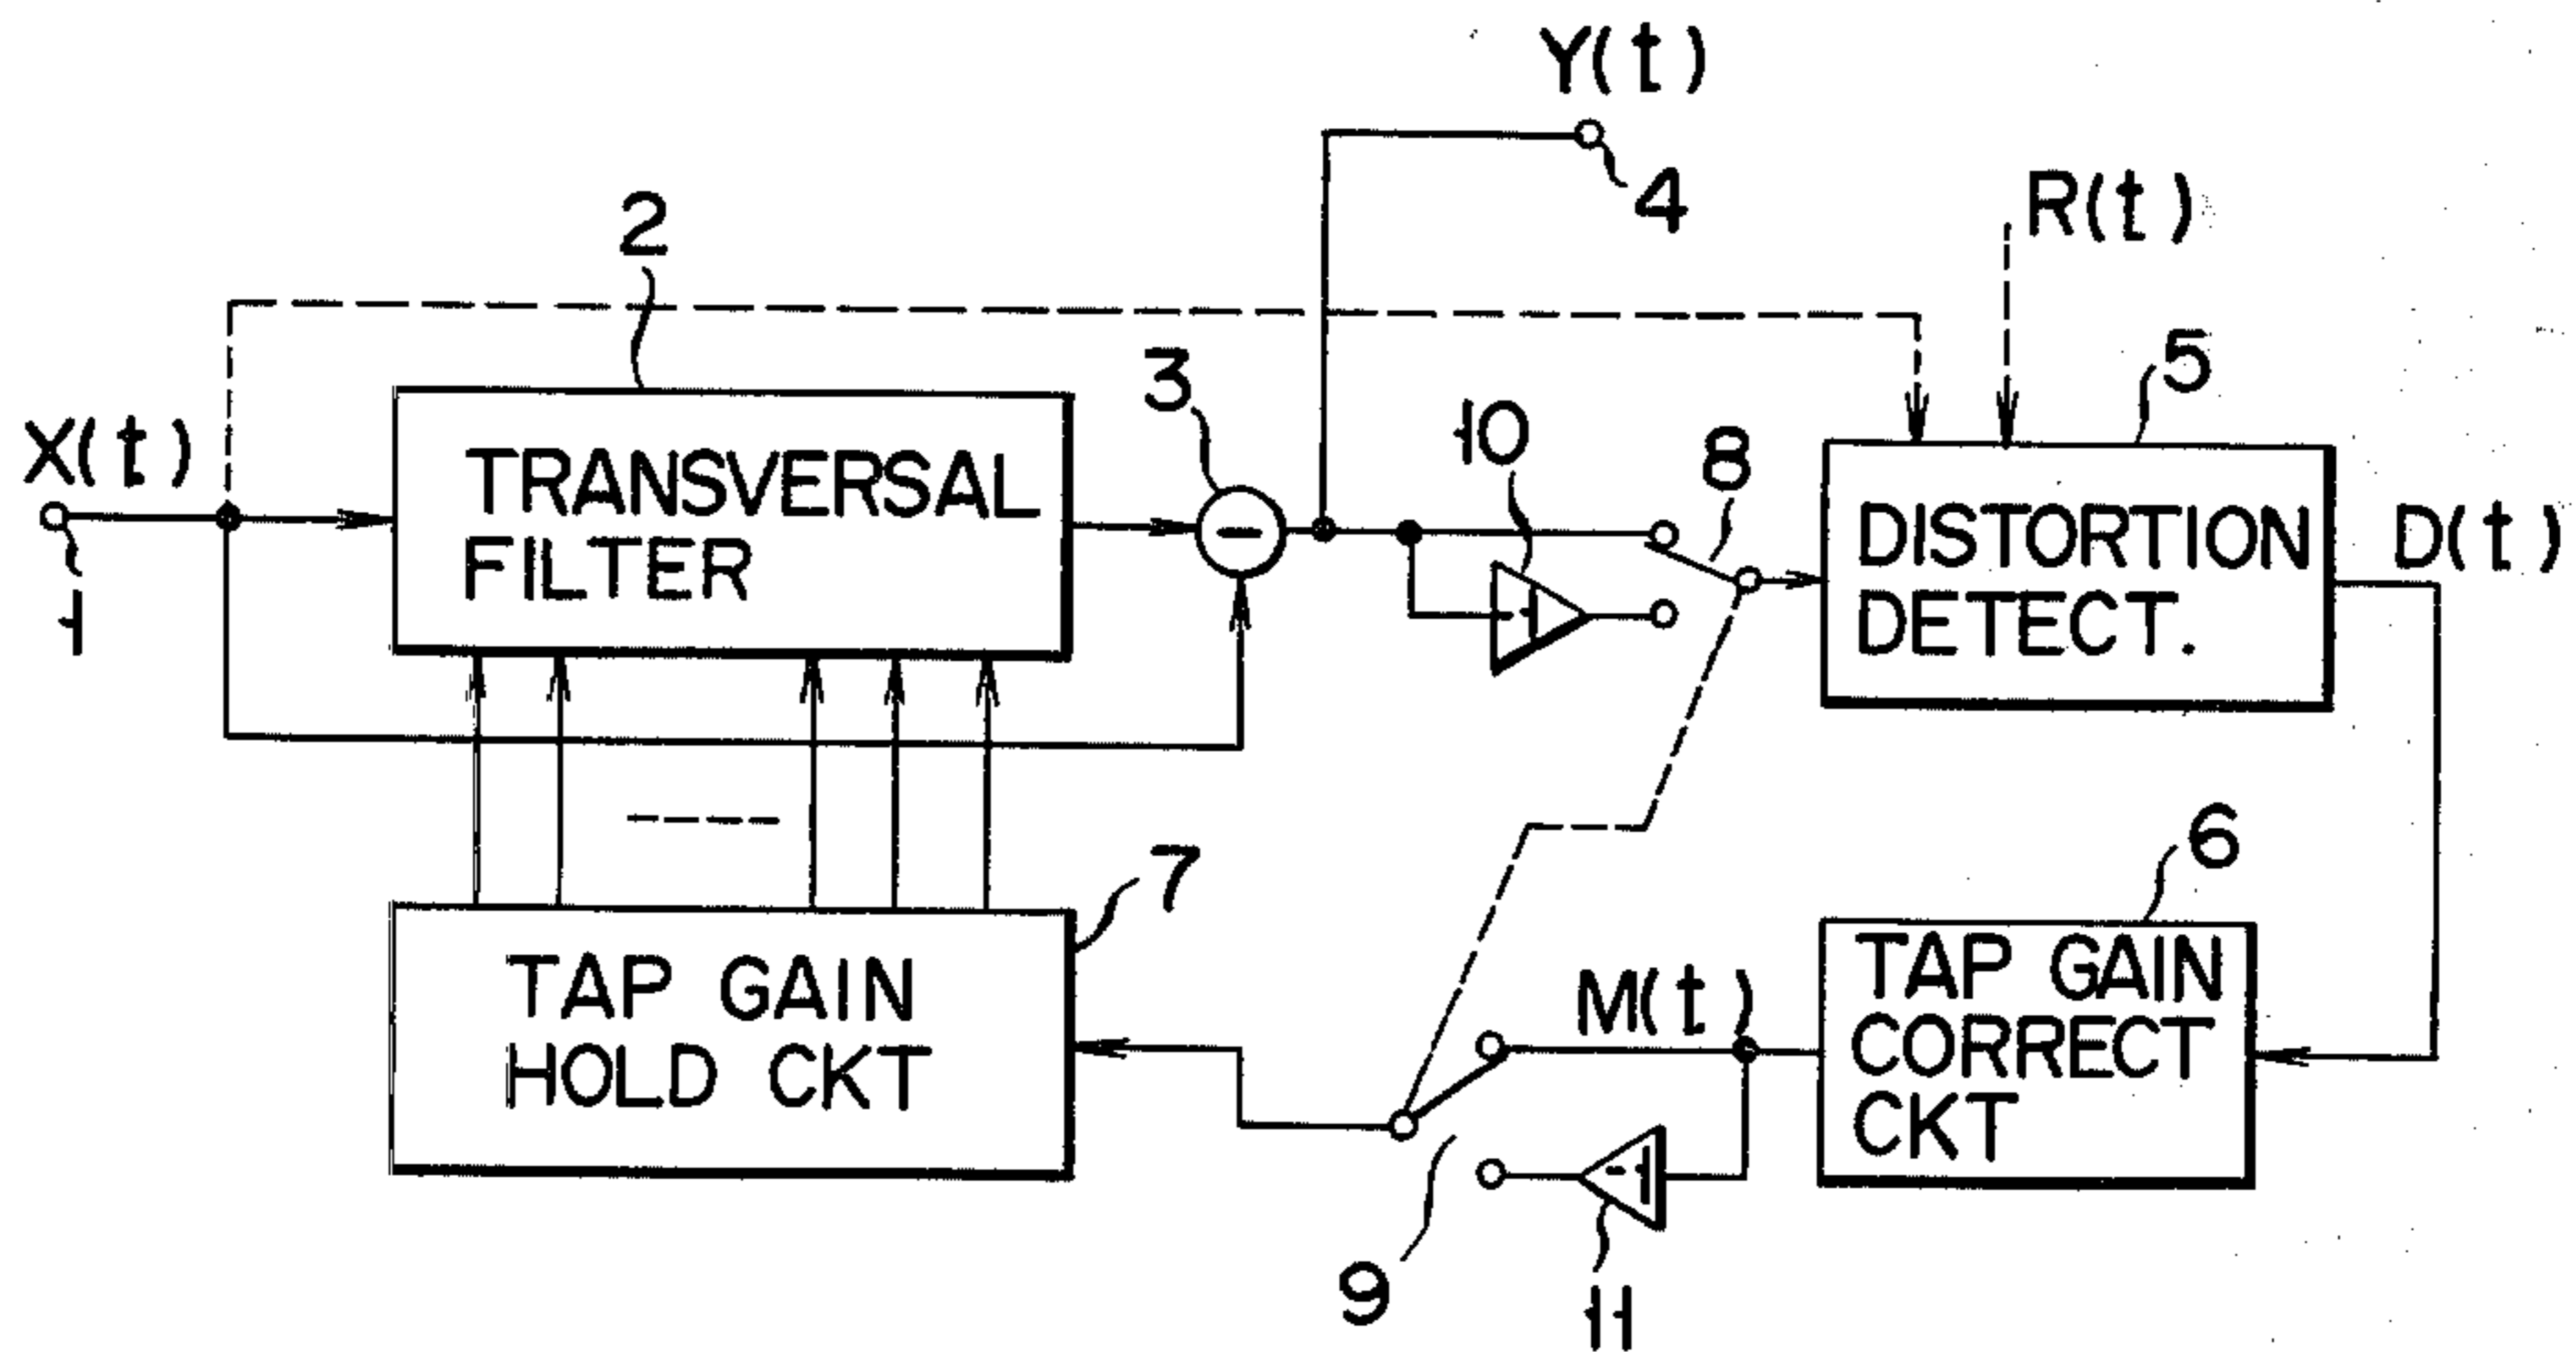 Y(t)
4
R(t)
2
3
5
10
8
X(t)
1
TRANSVERSAL
FILTER
−
-1
DISTORTION
DETECT.
D(t)
7
6
TAP GAIN
HOLD CKT
M(t)
TAP GAIN
CORRECT
CKT
-1
9
11